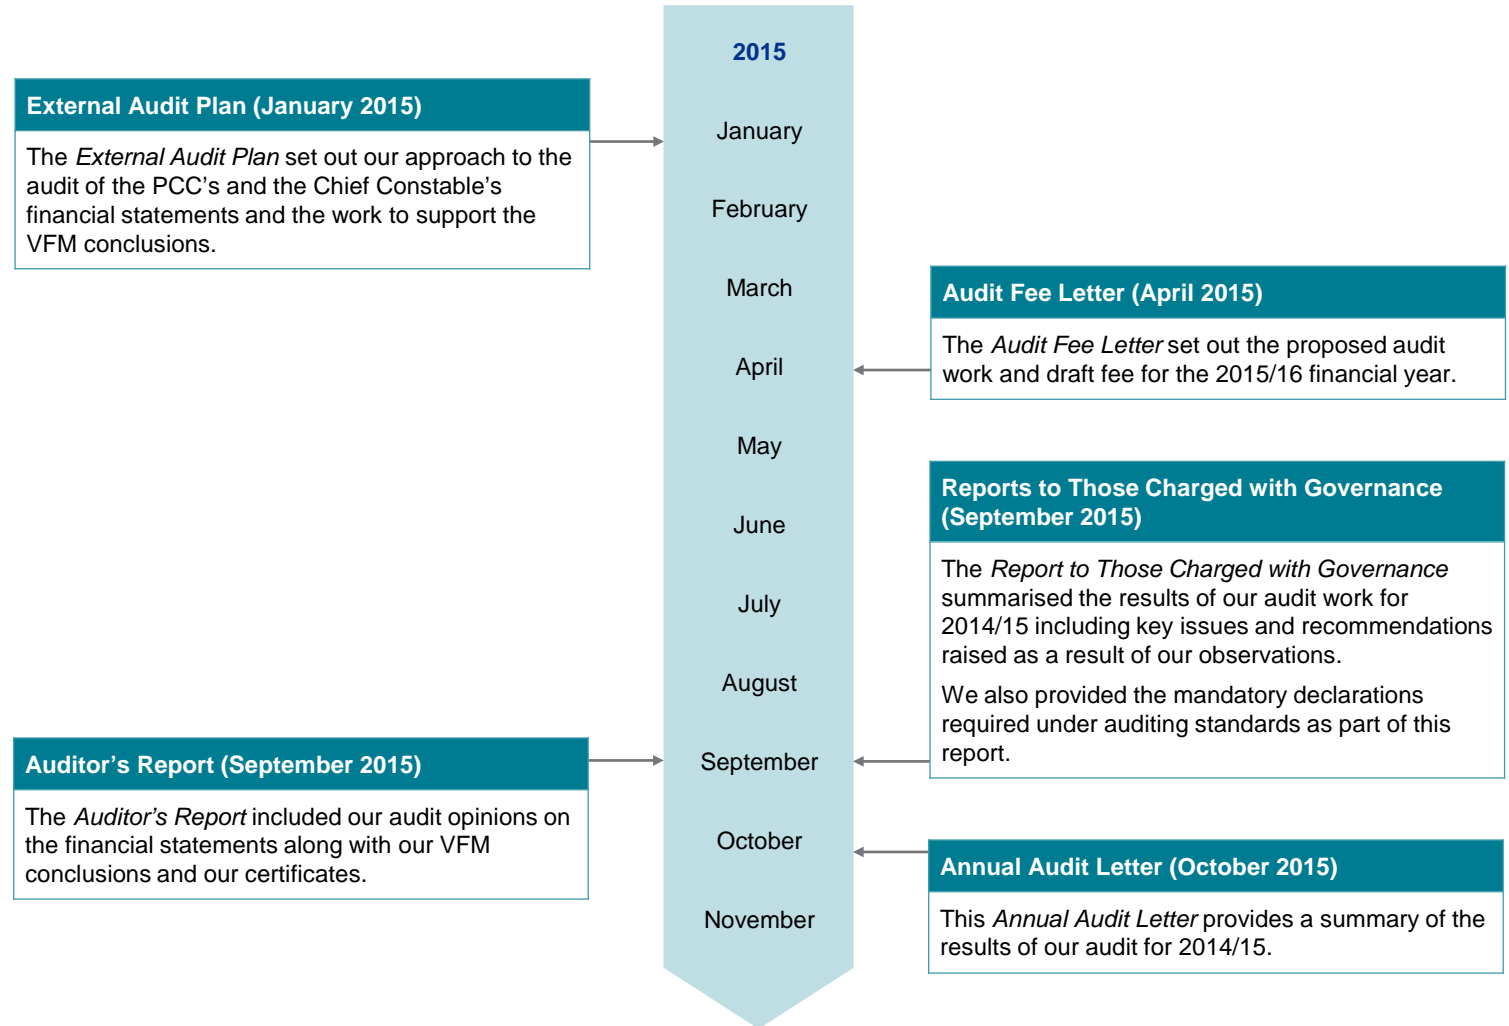 2015
External Audit Plan (January 2015)
The External Audit Plan set out our approach to the
audit of the PCC's and the Chief Constable's
financial statements and the work to support the
VFM conclusions.
January
February
March
Audit Fee Letter (April 2015)
The Audit Fee Letter set out the proposed audit
work and draft fee for the 2015/16 financial year.
April
May
Reports to Those Charged with Governance
(September 2015)
The Report to Those Charged with Governance
summarised the results of our audit work for
2014/15 including key issues and recommendations
raised as a result of our observations.
We also provided the mandatory declarations
required under auditing standards as part of this
report.
June
July
August
Auditor's Report (September 2015)
The Auditor's Report included our audit opinions on
the financial statements along with our VFM
conclusions and our certificates.
September
October
Annual Audit Letter (October 2015)
This Annual Audit Letter provides a summary of the
results of our audit for 2014/15.
November